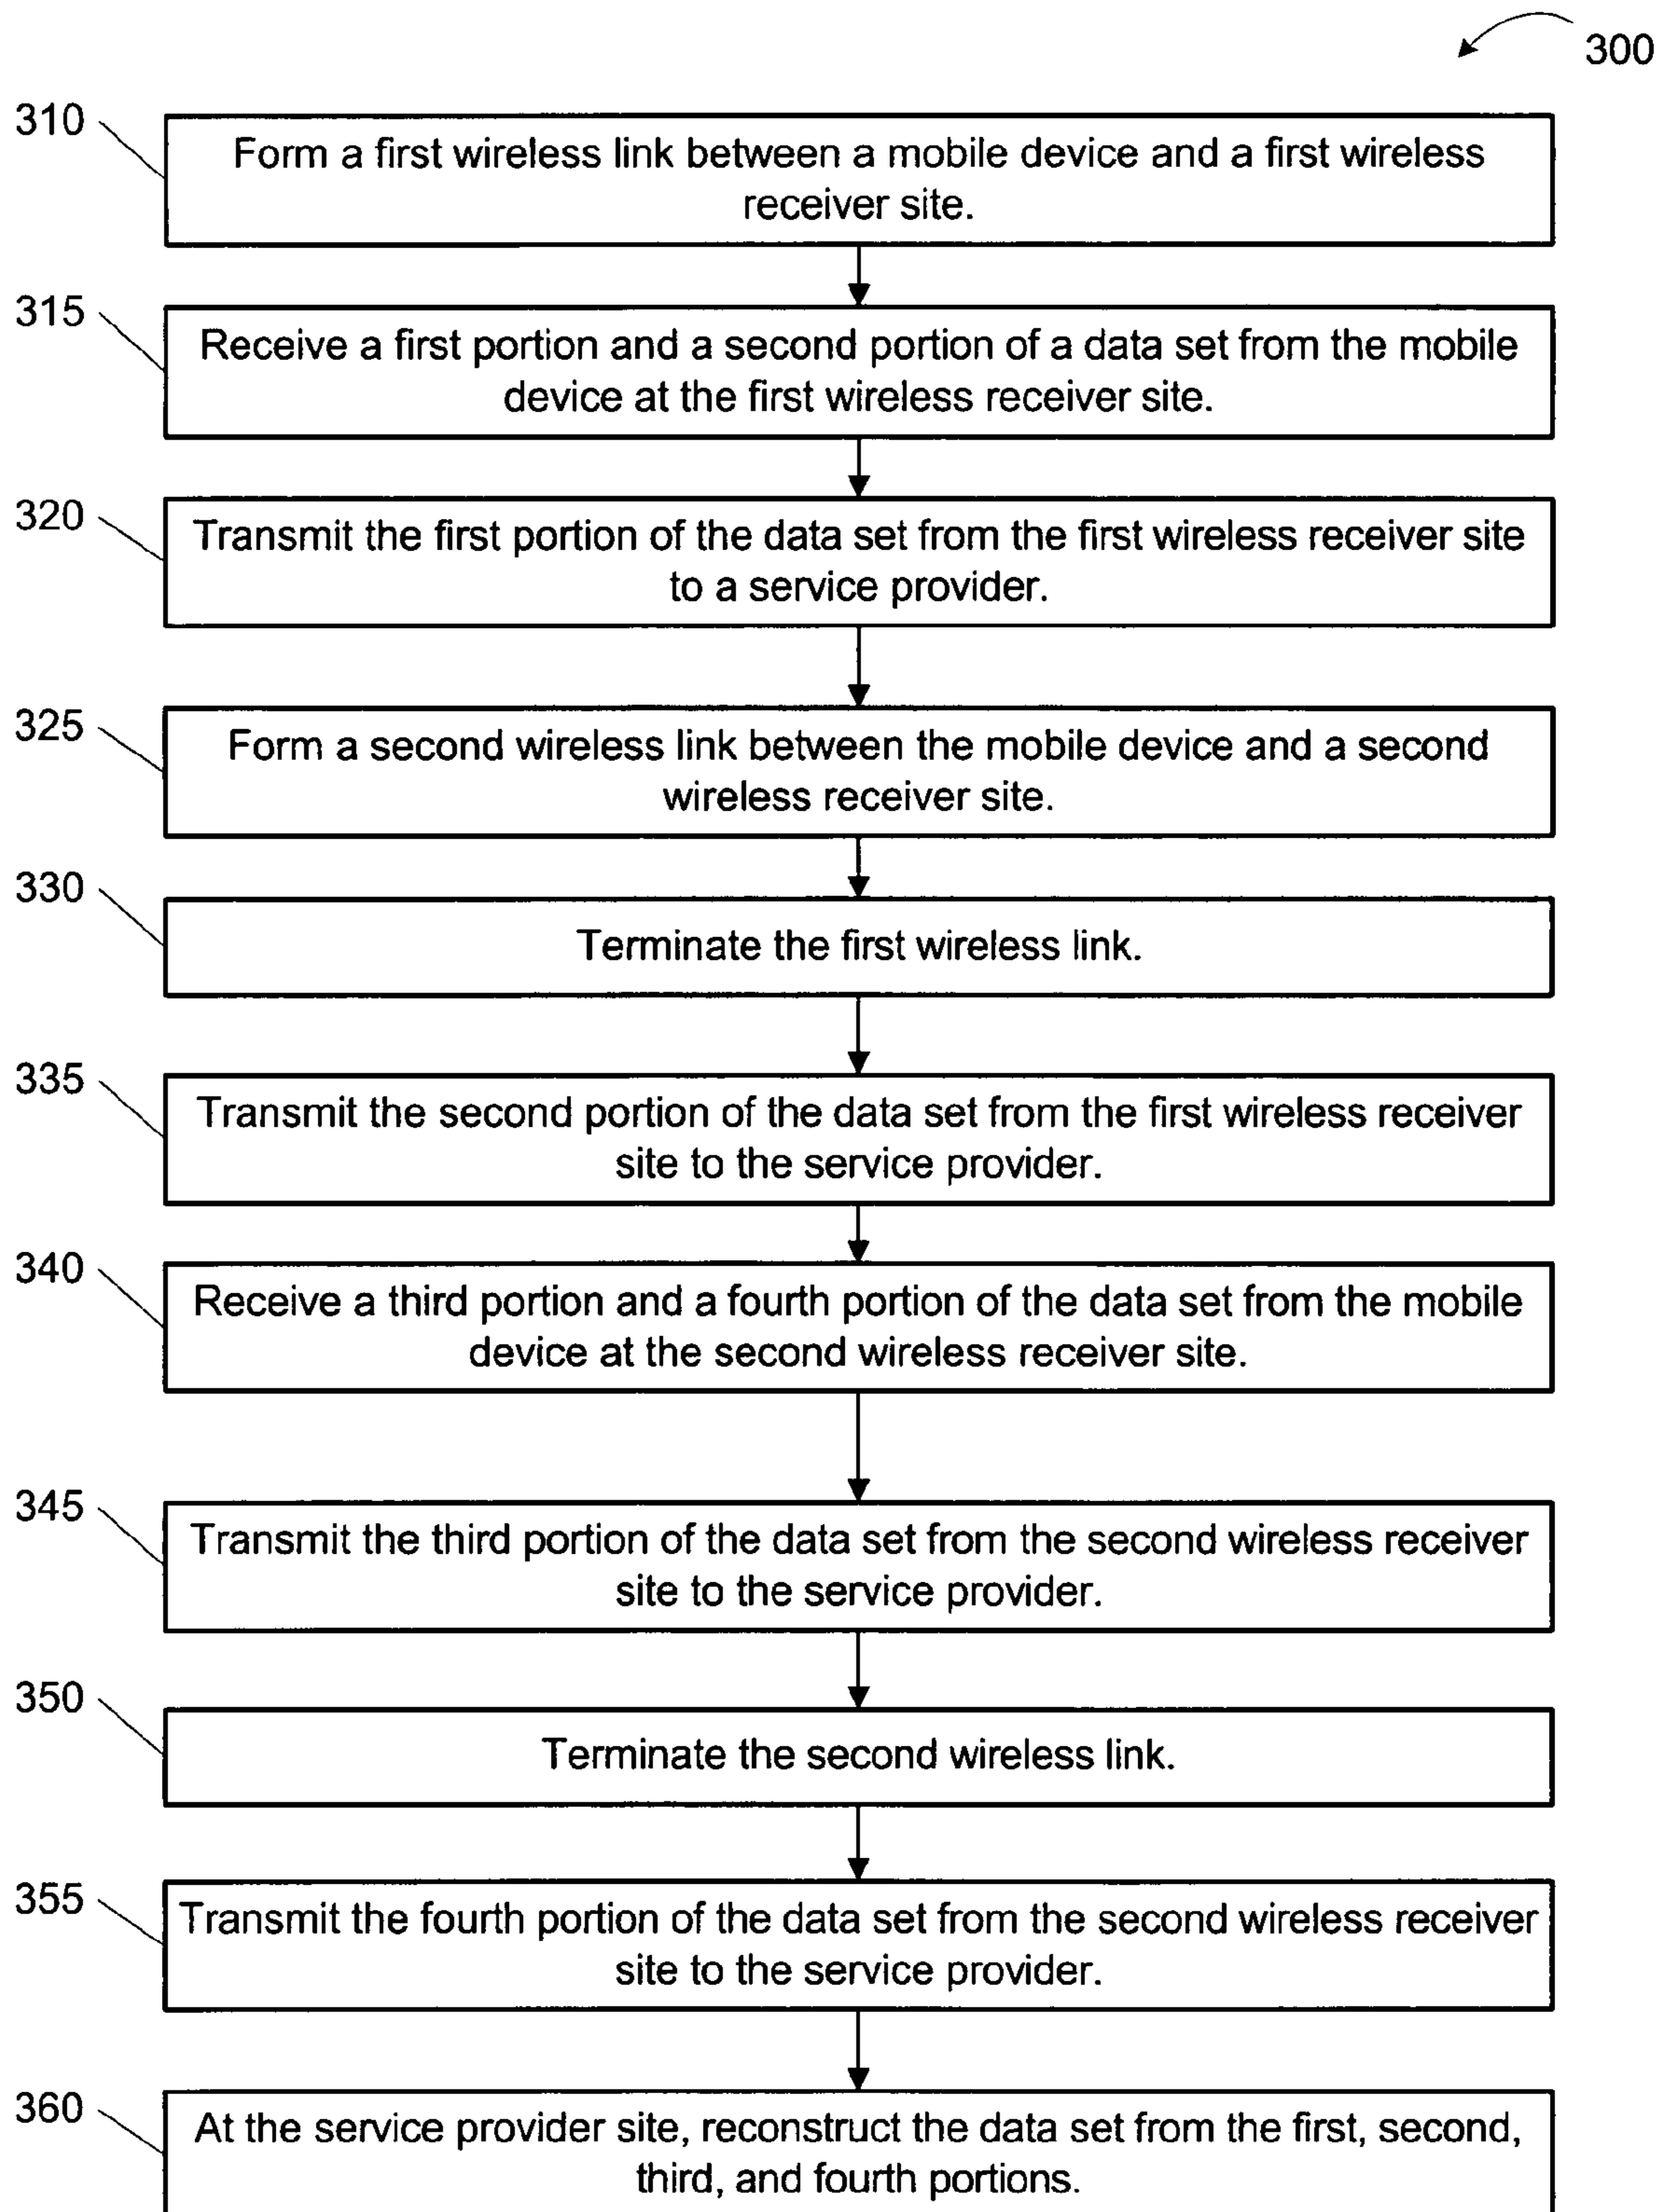 300
310
Form a first wireless link between a mobile device and a first wireless
receiver site.
315
Receive a first portion and a second portion of a data set from the mobile
device at the first wireless receiver site.
320
Transmit the first portion of the data set from the first wireless receiver site
to a service provider.
325
Form a second wireless link between the mobile device and a second
wireless receiver site.
330
Terminate the first wireless link.
335
Transmit the second portion of the data set from the first wireless receiver
site to the service provider.
340
Receive a third portion and a fourth portion of the data set from the mobile
device at the second wireless receiver site.
345
Transmit the third portion of the data set from the second wireless receiver
site to the service provider.
350
Terminate the second wireless link.
355
Transmit the fourth portion of the data set from the second wireless receiver
site to the service provider.
360
At the service provider site, reconstruct the data set from the first, second,
third, and fourth portions.